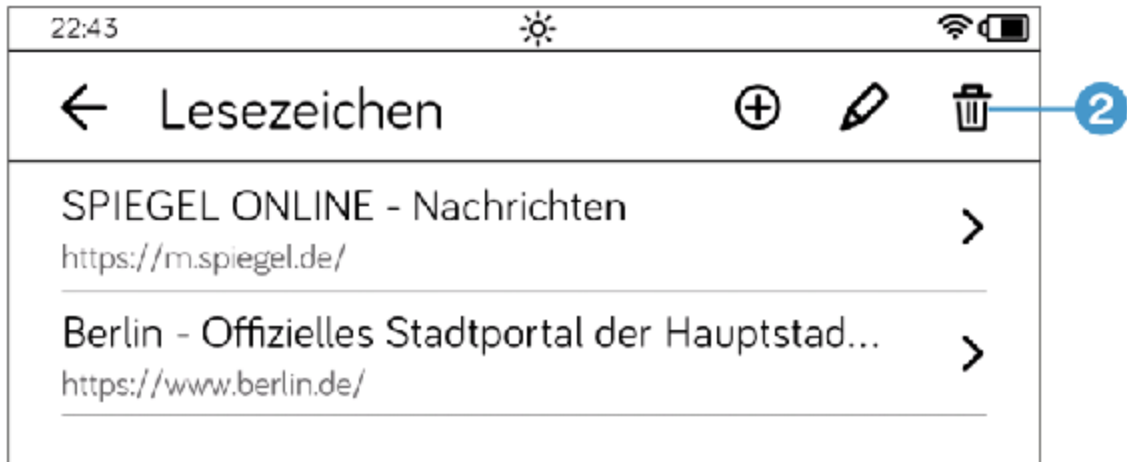 22:43
Lesezeichen
2
SPIEGEL ONLINE - Nachrichten
https://m.spiegel.de/
Berlin - Offizielles Stadtportal der Hauptstad...
https://www.berlin.de/